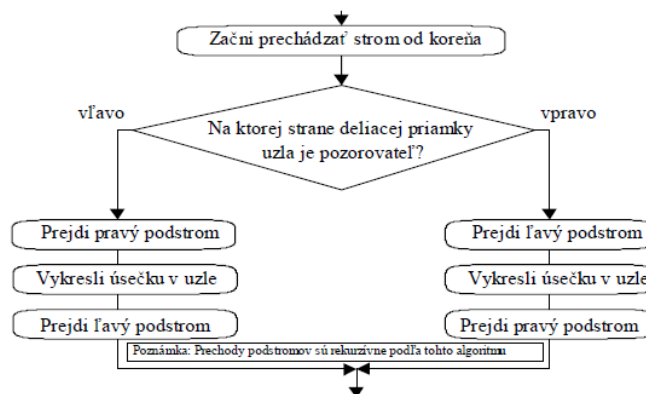 Začni prechádzať strom od koreňa
vľavo
vpravo
Na ktorej strane deliacej priamky
uzla je pozorovateľ?
Prejdi pravý podstrom
Vykresli úsečku v uzle
Prejdi ľavý podstrom
Prejdi ľavý podstrom
Vykresli úsečku v uzle
Prejdi pravý podstrom
Poznámka: Prechody podstromov sú rekurzívne podľa tohto algoritmu